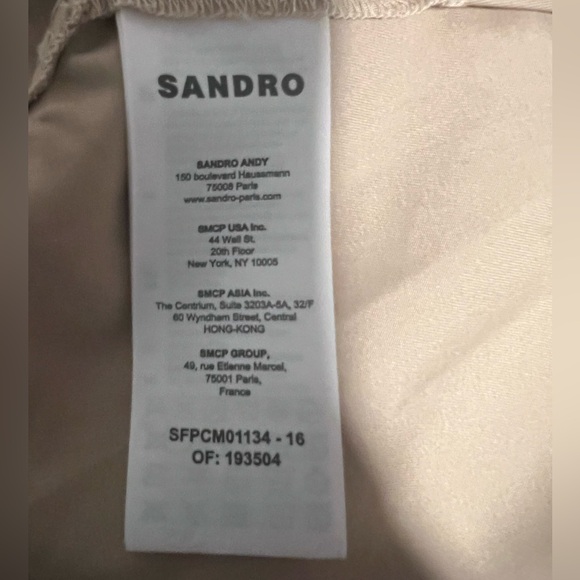 SANDRO
SANDRO ANDY
150 boulevard Haussmann
75008 Paris
www.sandro-paris.com
SMCP USA Inc.
44 Wall St.
20th Floor
New York, NY 10005
SMCP ASIA Inc.
The Centrium, Suite 3203A-5A, 32/F
60 Wyndham Street, Central
HONG-KONG
SMCP GROUP,
49, rue Etienne Marcel,
75001 Paris,
France
SFPCM01134 - 16
OF: 193504